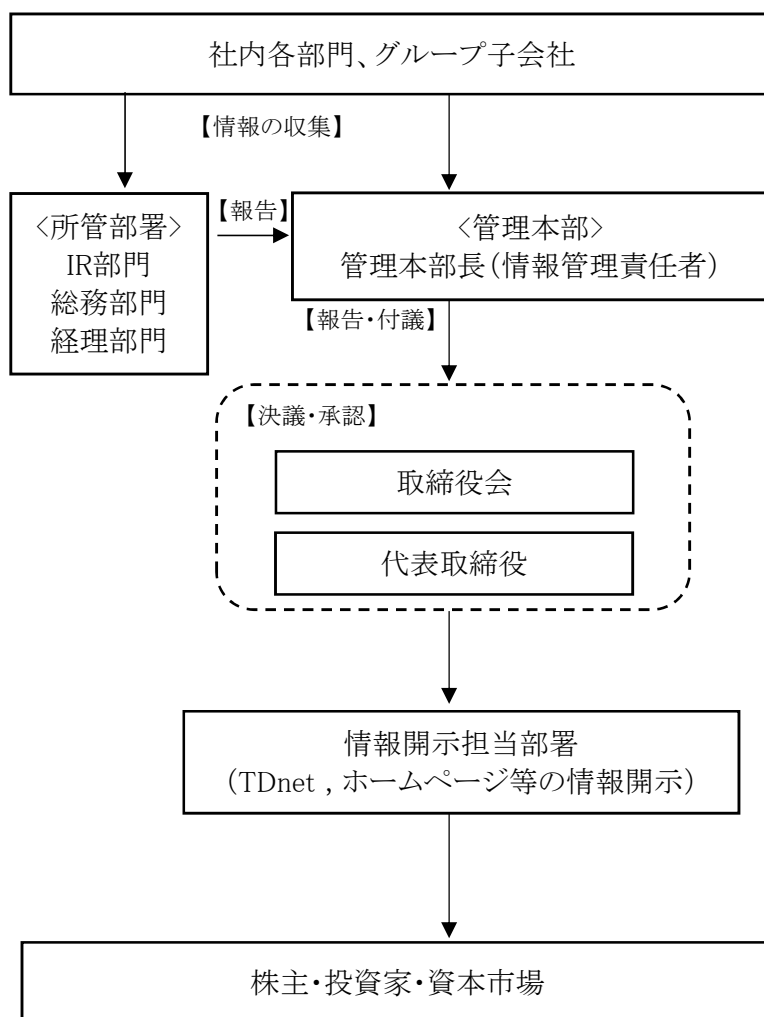 社内各部門、グループ子会社
【情報の収集】
<所管部署>
IR部門
総務部門
経理部門
【報告】
<管理本部>
管理本部長（情報管理責任者）
【報告・付議】
【決議・承認】
取締役会
代表取締役
情報開示担当部署
（TDnet , ホームページ等の情報開示）
株主・投資家・資本市場